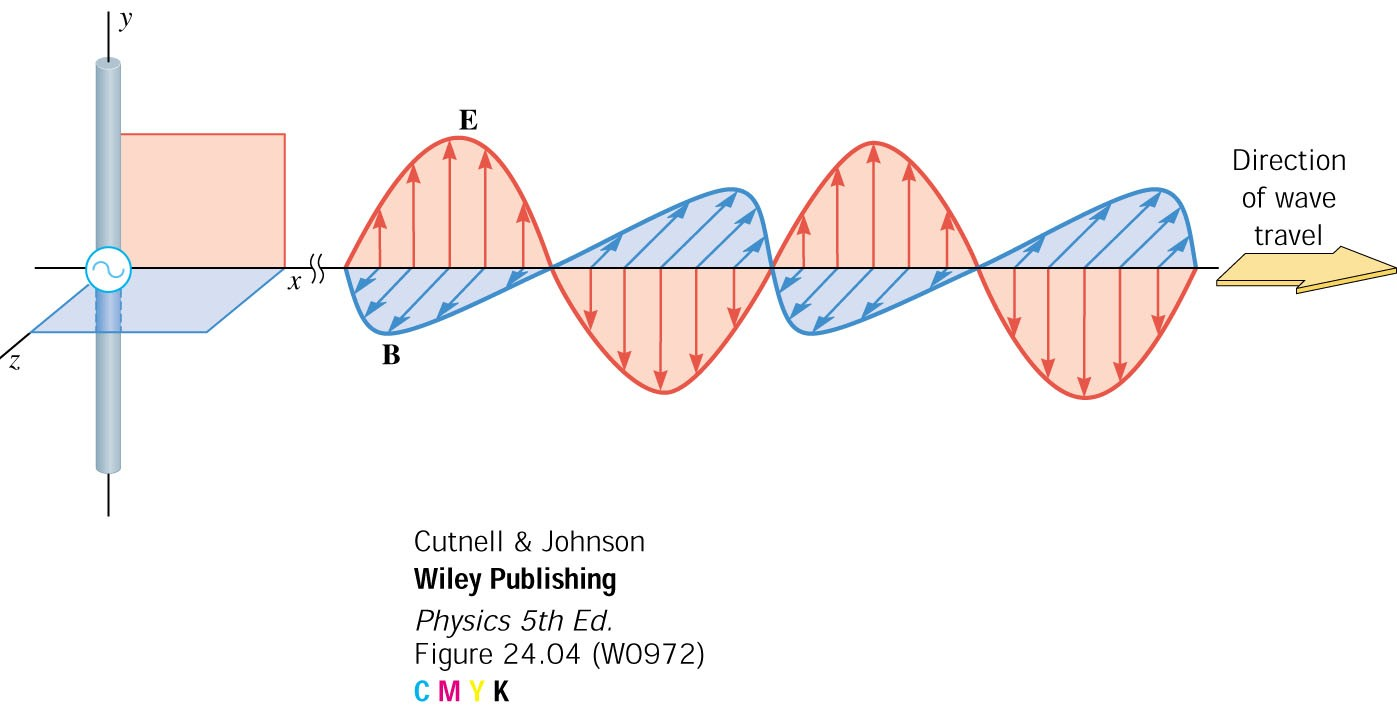 y
E
Direction
of wave
travel
x
z
B
Cutnell & Johnson
Wiley Publishing
Physics 5th Ed.
Figure 24.04 (W0972)
C M Y K